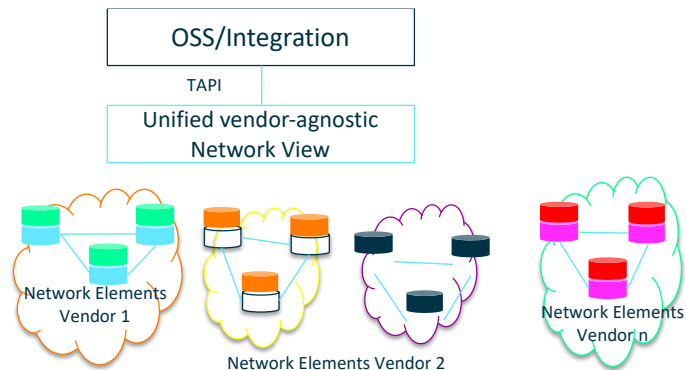 OSS/Integration
TAPI
Unified vendor-agnostic
Network View
Network Elements
Vendor 1
Network Elements Vendor 2
Network Elements
Vendor n